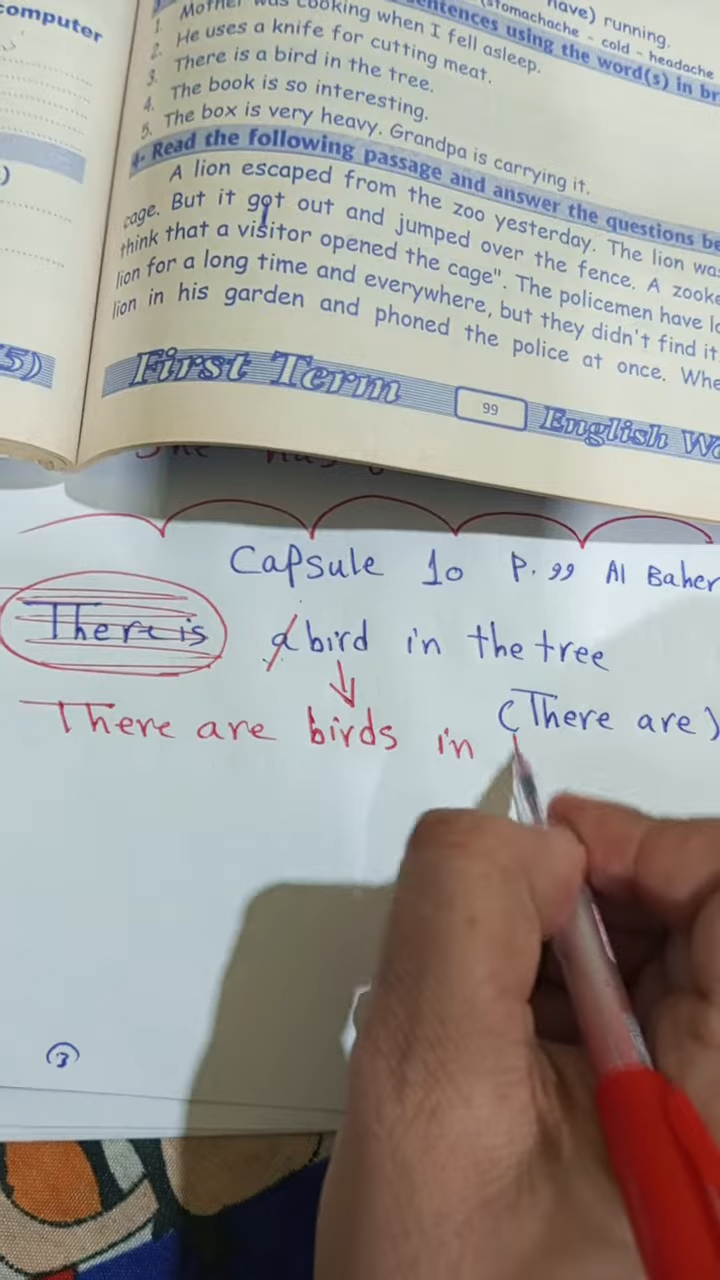 computer
have) running.
(stomachache - cold - headache
sentences using the word(s) in br
1. Mother was cooking when I fell asleep.
2. He uses a knife for cutting meat.
3. There is a bird in the tree.
4. The book is so interesting.
5. The box is very heavy. Grandpa is carrying it.
4- Read the following passage and answer the questions be
A lion escaped from the zoo yesterday. The lion was
cage. But it got out and jumped over the fence. A zooke
think that a visitor opened the cage". The policemen have lo
lion for a long time and everywhere, but they didn't find it
lion in his garden and phoned the police at once. Whe
5)
First Term 99 English Wo
She has
Capsule 10 P. 99 Al Baher
There is a bird in the tree
(There are)
There are birds in
3